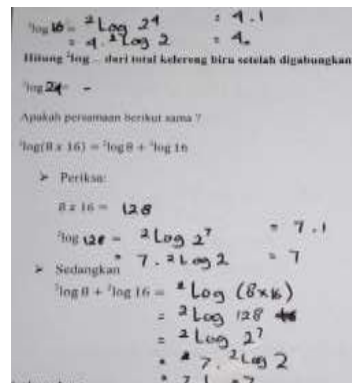 ²log 16 = ²Log 2⁴ = 4.1
= 4.²Log 2 = 4.
Hitung ²log ... dari total kelereng biru setelah digabungkan
²log 24 -
Apakah persamaan berikut sama ?
²log(8 x 16) = ²log 8 + ²log 16
➤ Periksa:
8 x 16 = 128
²log 128 = ²Log 2⁷ = 7.1
= 7.²Log 2 = 7
➤ Sedangkan
²log 8 + ²log 16 = ²Log (8x16)
= ²Log 128
= ²Log 2⁷
= 7.²Log 2